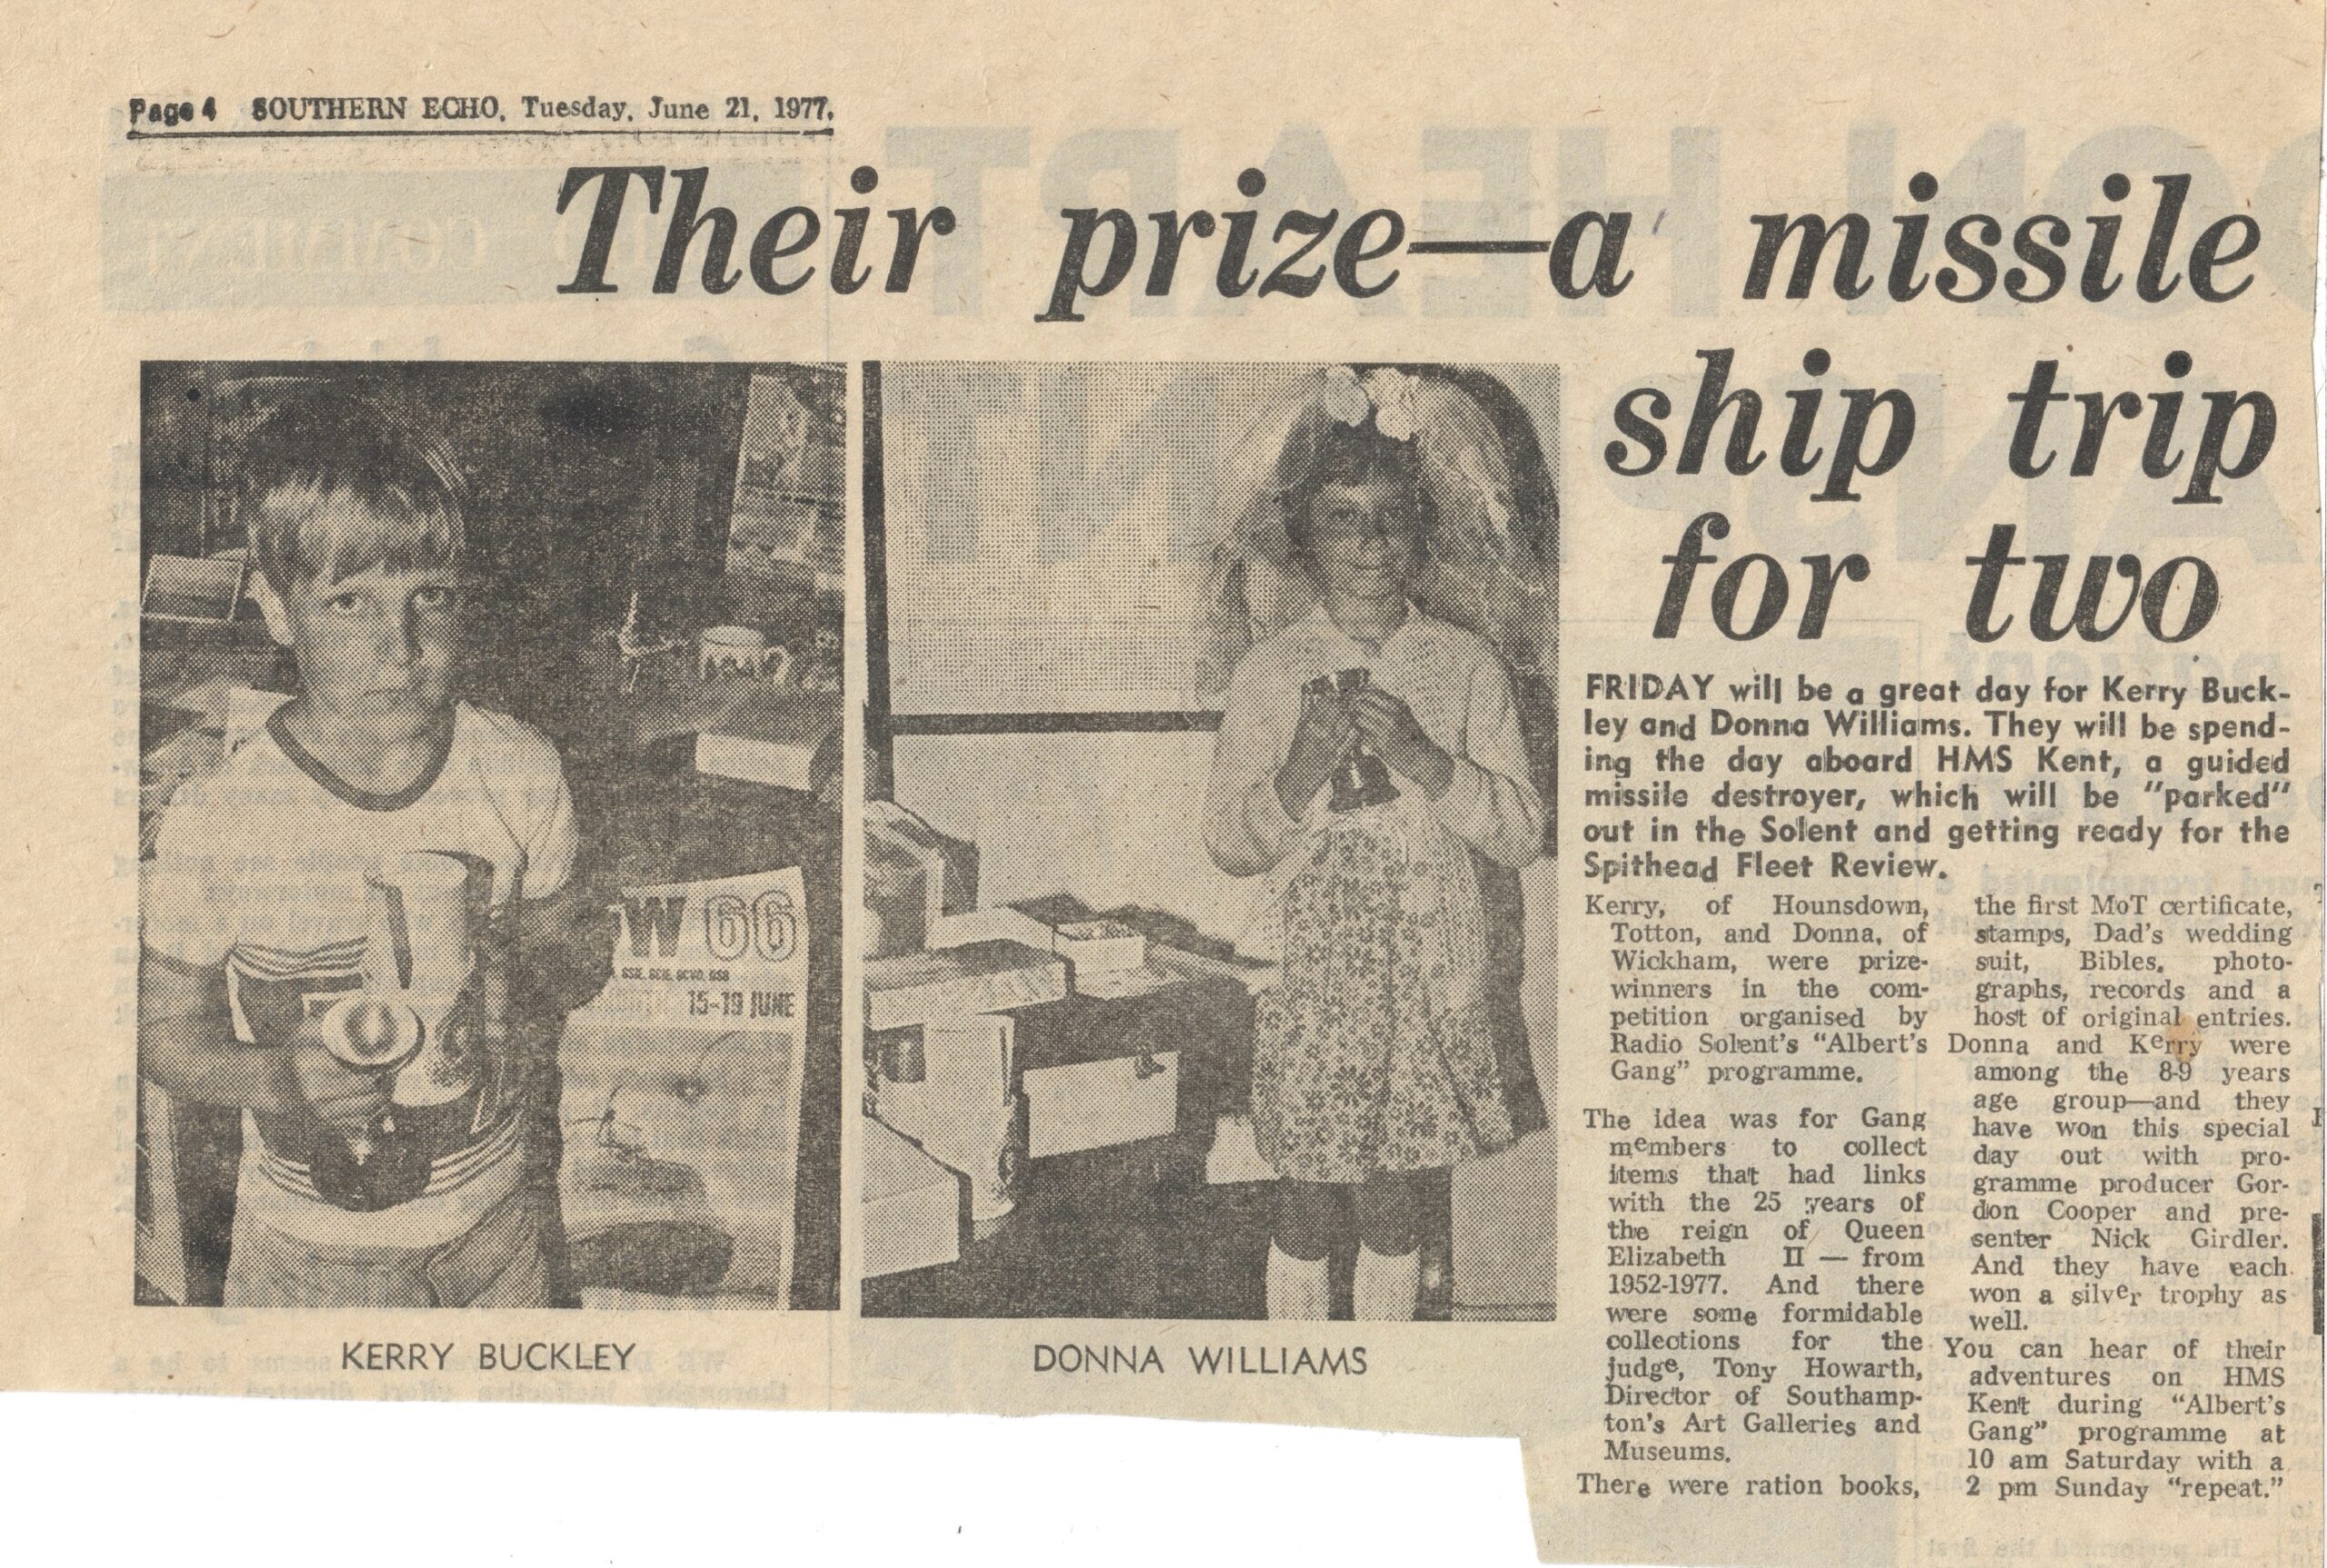 Page 4 SOUTHERN ECHO, Tuesday, June 21, 1977.
Their prize—a missile
ship trip
for two
W 66
GSIE, GCIE, GCVO, GSB
15-19 JUNE
KERRY BUCKLEY
DONNA WILLIAMS
FRIDAY will be a great day for Kerry Buck-
ley and Donna Williams. They will be spend-
ing the day aboard HMS Kent, a guided
missile destroyer, which will be "parked"
out in the Solent and getting ready for the
Spithead Fleet Review.
Kerry, of Hounsdown,
Totton, and Donna, of
Wickham, were prize-
winners in the com-
petition organised by
Radio Solent's "Albert's
Gang" programme.
The idea was for Gang
members to collect
items that had links
with the 25 years of
the reign of Queen
Elizabeth II — from
1952-1977. And there
were some formidable
collections for the
judge, Tony Howarth,
Director of Southamp-
ton's Art Galleries and
Museums.
There were ration books,
the first MoT certificate,
stamps, Dad's wedding
suit, Bibles, photo-
graphs, records and a
host of original entries.
Donna and Kerry were
among the 8-9 years
age group—and they
have won this special
day out with pro-
gramme producer Gor-
don Cooper and pre-
senter Nick Girdler.
And they have each
won a silver trophy as
well.
You can hear of their
adventures on HMS
Kent during "Albert's
Gang" programme at
10 am Saturday with a
2 pm Sunday "repeat."